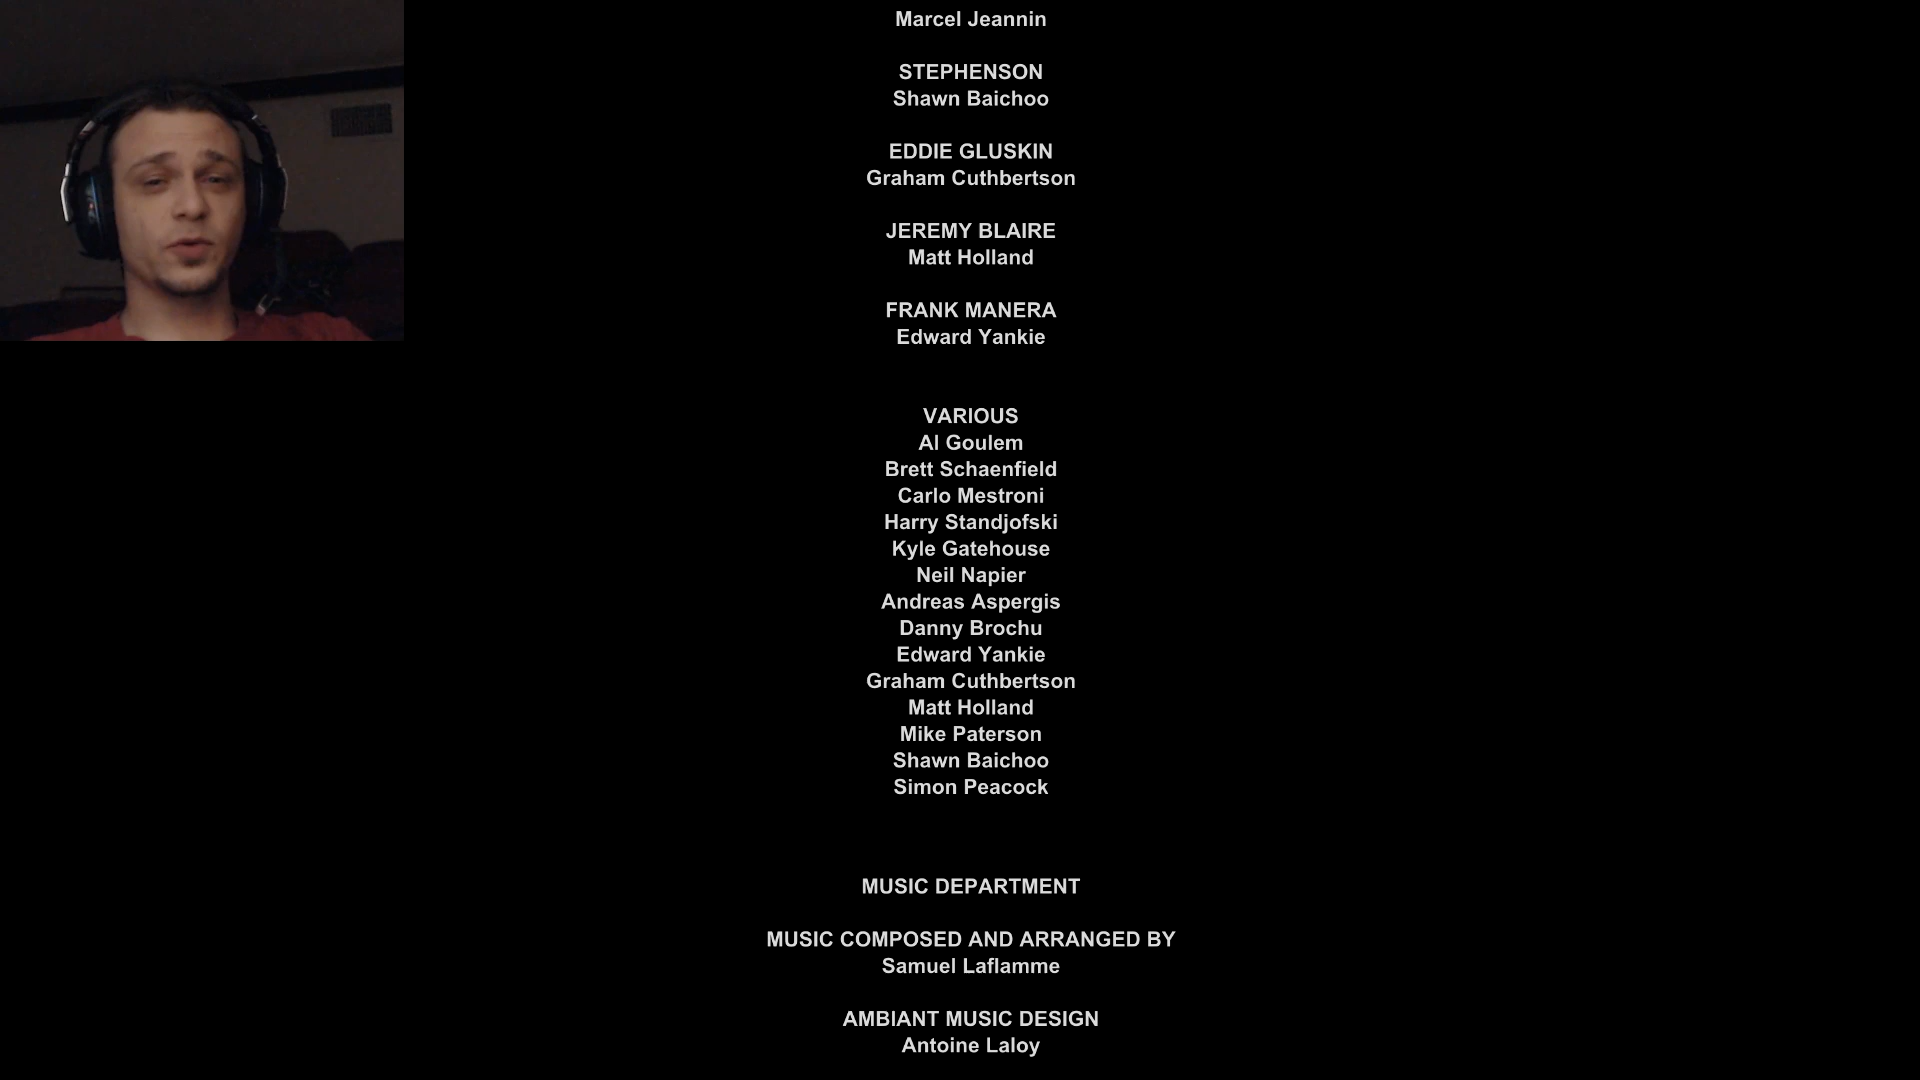 Marcel Jeannin
STEPHENSON
Shawn Baichoo
EDDIE GLUSKIN
Graham Cuthbertson
JEREMY BLAIRE
Matt Holland
FRANK MANERA
Edward Yankie
VARIOUS
Al Goulem
Brett Schaenfield
Carlo Mestroni
Harry Standjofski
Kyle Gatehouse
Neil Napier
Andreas Aspergis
Danny Brochu
Edward Yankie
Graham Cuthbertson
Matt Holland
Mike Paterson
Shawn Baichoo
Simon Peacock
MUSIC DEPARTMENT
MUSIC COMPOSED AND ARRANGED BY
Samuel Laflamme
AMBIANT MUSIC DESIGN
Antoine Laloy